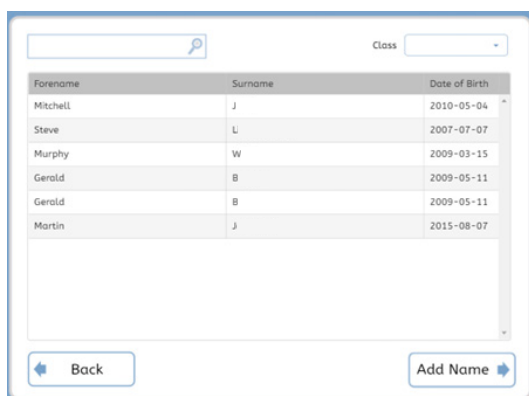 Class
Forename Surname Date of Birth
Mitchell J 2010-05-04
Steve L 2007-07-07
Murphy W 2009-03-15
Gerald B 2009-05-11
Gerald B 2009-05-11
Martin J 2015-08-07
Back Add Name